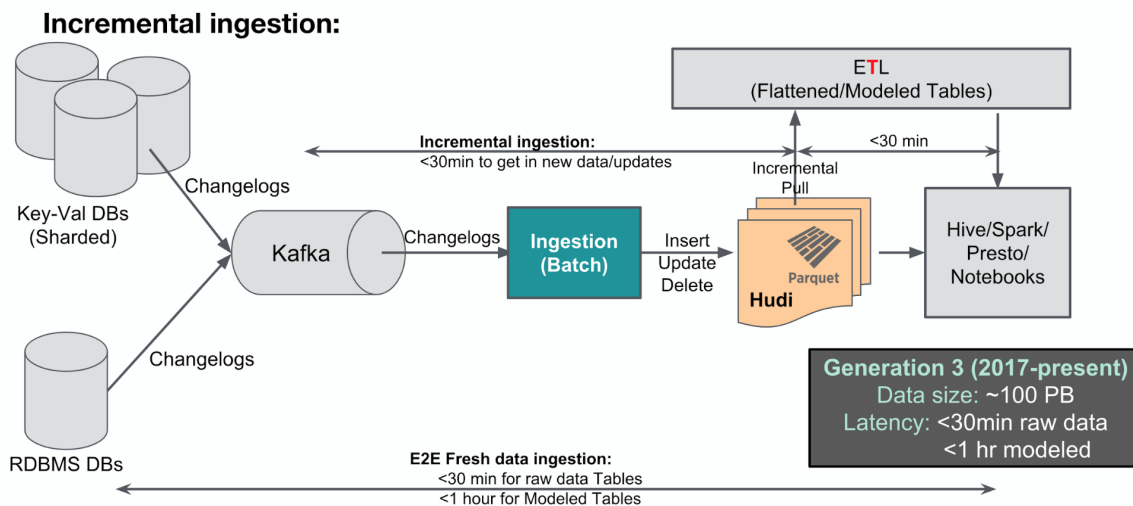 Incremental ingestion:
ETL
(Flattened/Modeled Tables)
Incremental ingestion:
<30min to get in new data/updates
<30 min
Incremental
Pull
Changelogs
Key-Val DBs
(Sharded)
Kafka
Changelogs
Ingestion
(Batch)
Insert
Update
Delete
Parquet
Hudi
Hive/Spark/
Presto/
Notebooks
Changelogs
RDBMS DBs
Generation 3 (2017-present)
Data size: ~100 PB
Latency: <30min raw data
<1 hr modeled
E2E Fresh data ingestion:
<30 min for raw data Tables
<1 hour for Modeled Tables